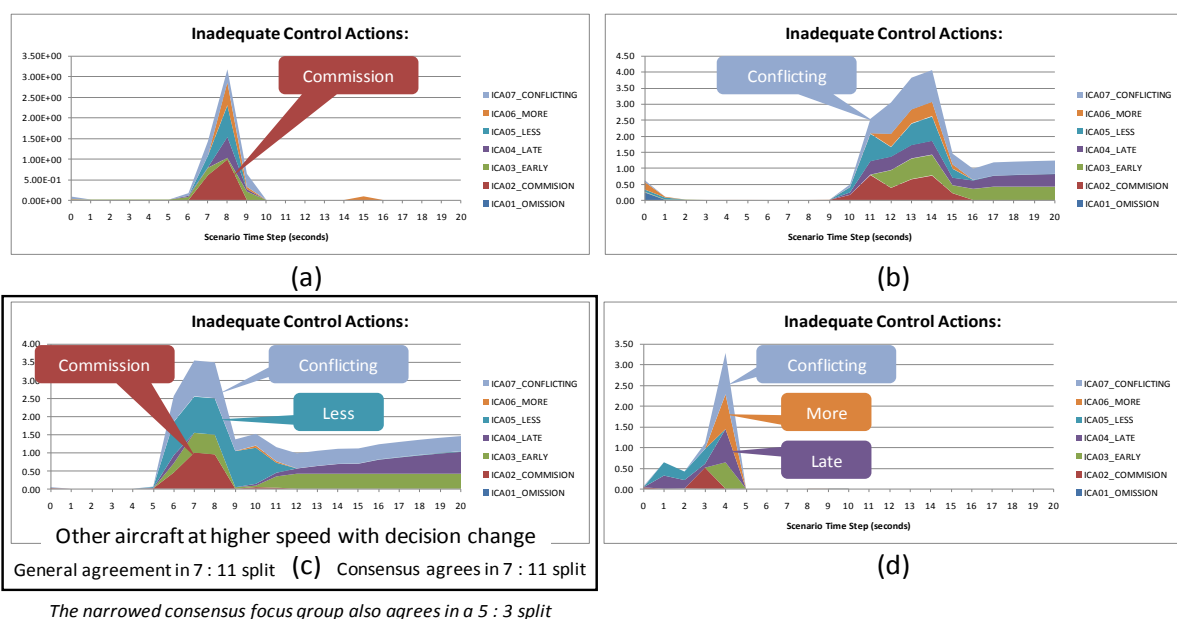 Inadequate Control Actions:
3.50E+00
3.00E+00
2.50E+00
2.00E+00
1.50E+00
1.00E+00
5.00E-01
0.00E+00
Commission
ICA07_CONFLICTING
ICA06_MORE
ICA05_LESS
ICA04_LATE
ICA03_EARLY
ICA02_COMMISION
ICA01_OMISSION
0 1 2 3 4 5 6 7 8 9 10 11 12 13 14 15 16 17 18 19 20
Scenario Time Step (seconds)
(a)
Inadequate Control Actions:
4.50
4.00
3.50
3.00
2.50
2.00
1.50
1.00
0.50
0.00
Conflicting
ICA07_CONFLICTING
ICA06_MORE
ICA05_LESS
ICA04_LATE
ICA03_EARLY
ICA02_COMMISION
ICA01_OMISSION
0 1 2 3 4 5 6 7 8 9 10 11 12 13 14 15 16 17 18 19 20
Scenario Time Step (seconds)
(b)
Inadequate Control Actions:
4.00
3.50
3.00
2.50
2.00
1.50
1.00
0.50
0.00
Commission
Conflicting
Less
ICA07_CONFLICTING
ICA06_MORE
ICA05_LESS
ICA04_LATE
ICA03_EARLY
ICA02_COMMISION
ICA01_OMISSION
0 1 2 3 4 5 6 7 8 9 10 11 12 13 14 15 16 17 18 19 20
Other aircraft at higher speed with decision change
General agreement in 7 : 11 split (c) Consensus agrees in 7 : 11 split
The narrowed consensus focus group also agrees in a 5 : 3 split
Inadequate Control Actions:
3.50
3.00
2.50
2.00
1.50
1.00
0.50
0.00
Conflicting
More
Late
ICA07_CONFLICTING
ICA06_MORE
ICA05_LESS
ICA04_LATE
ICA03_EARLY
ICA02_COMMISION
ICA01_OMISSION
0 1 2 3 4 5 6 7 8 9 10 11 12 13 14 15 16 17 18 19 20
Scenario Time Step (seconds)
(d)